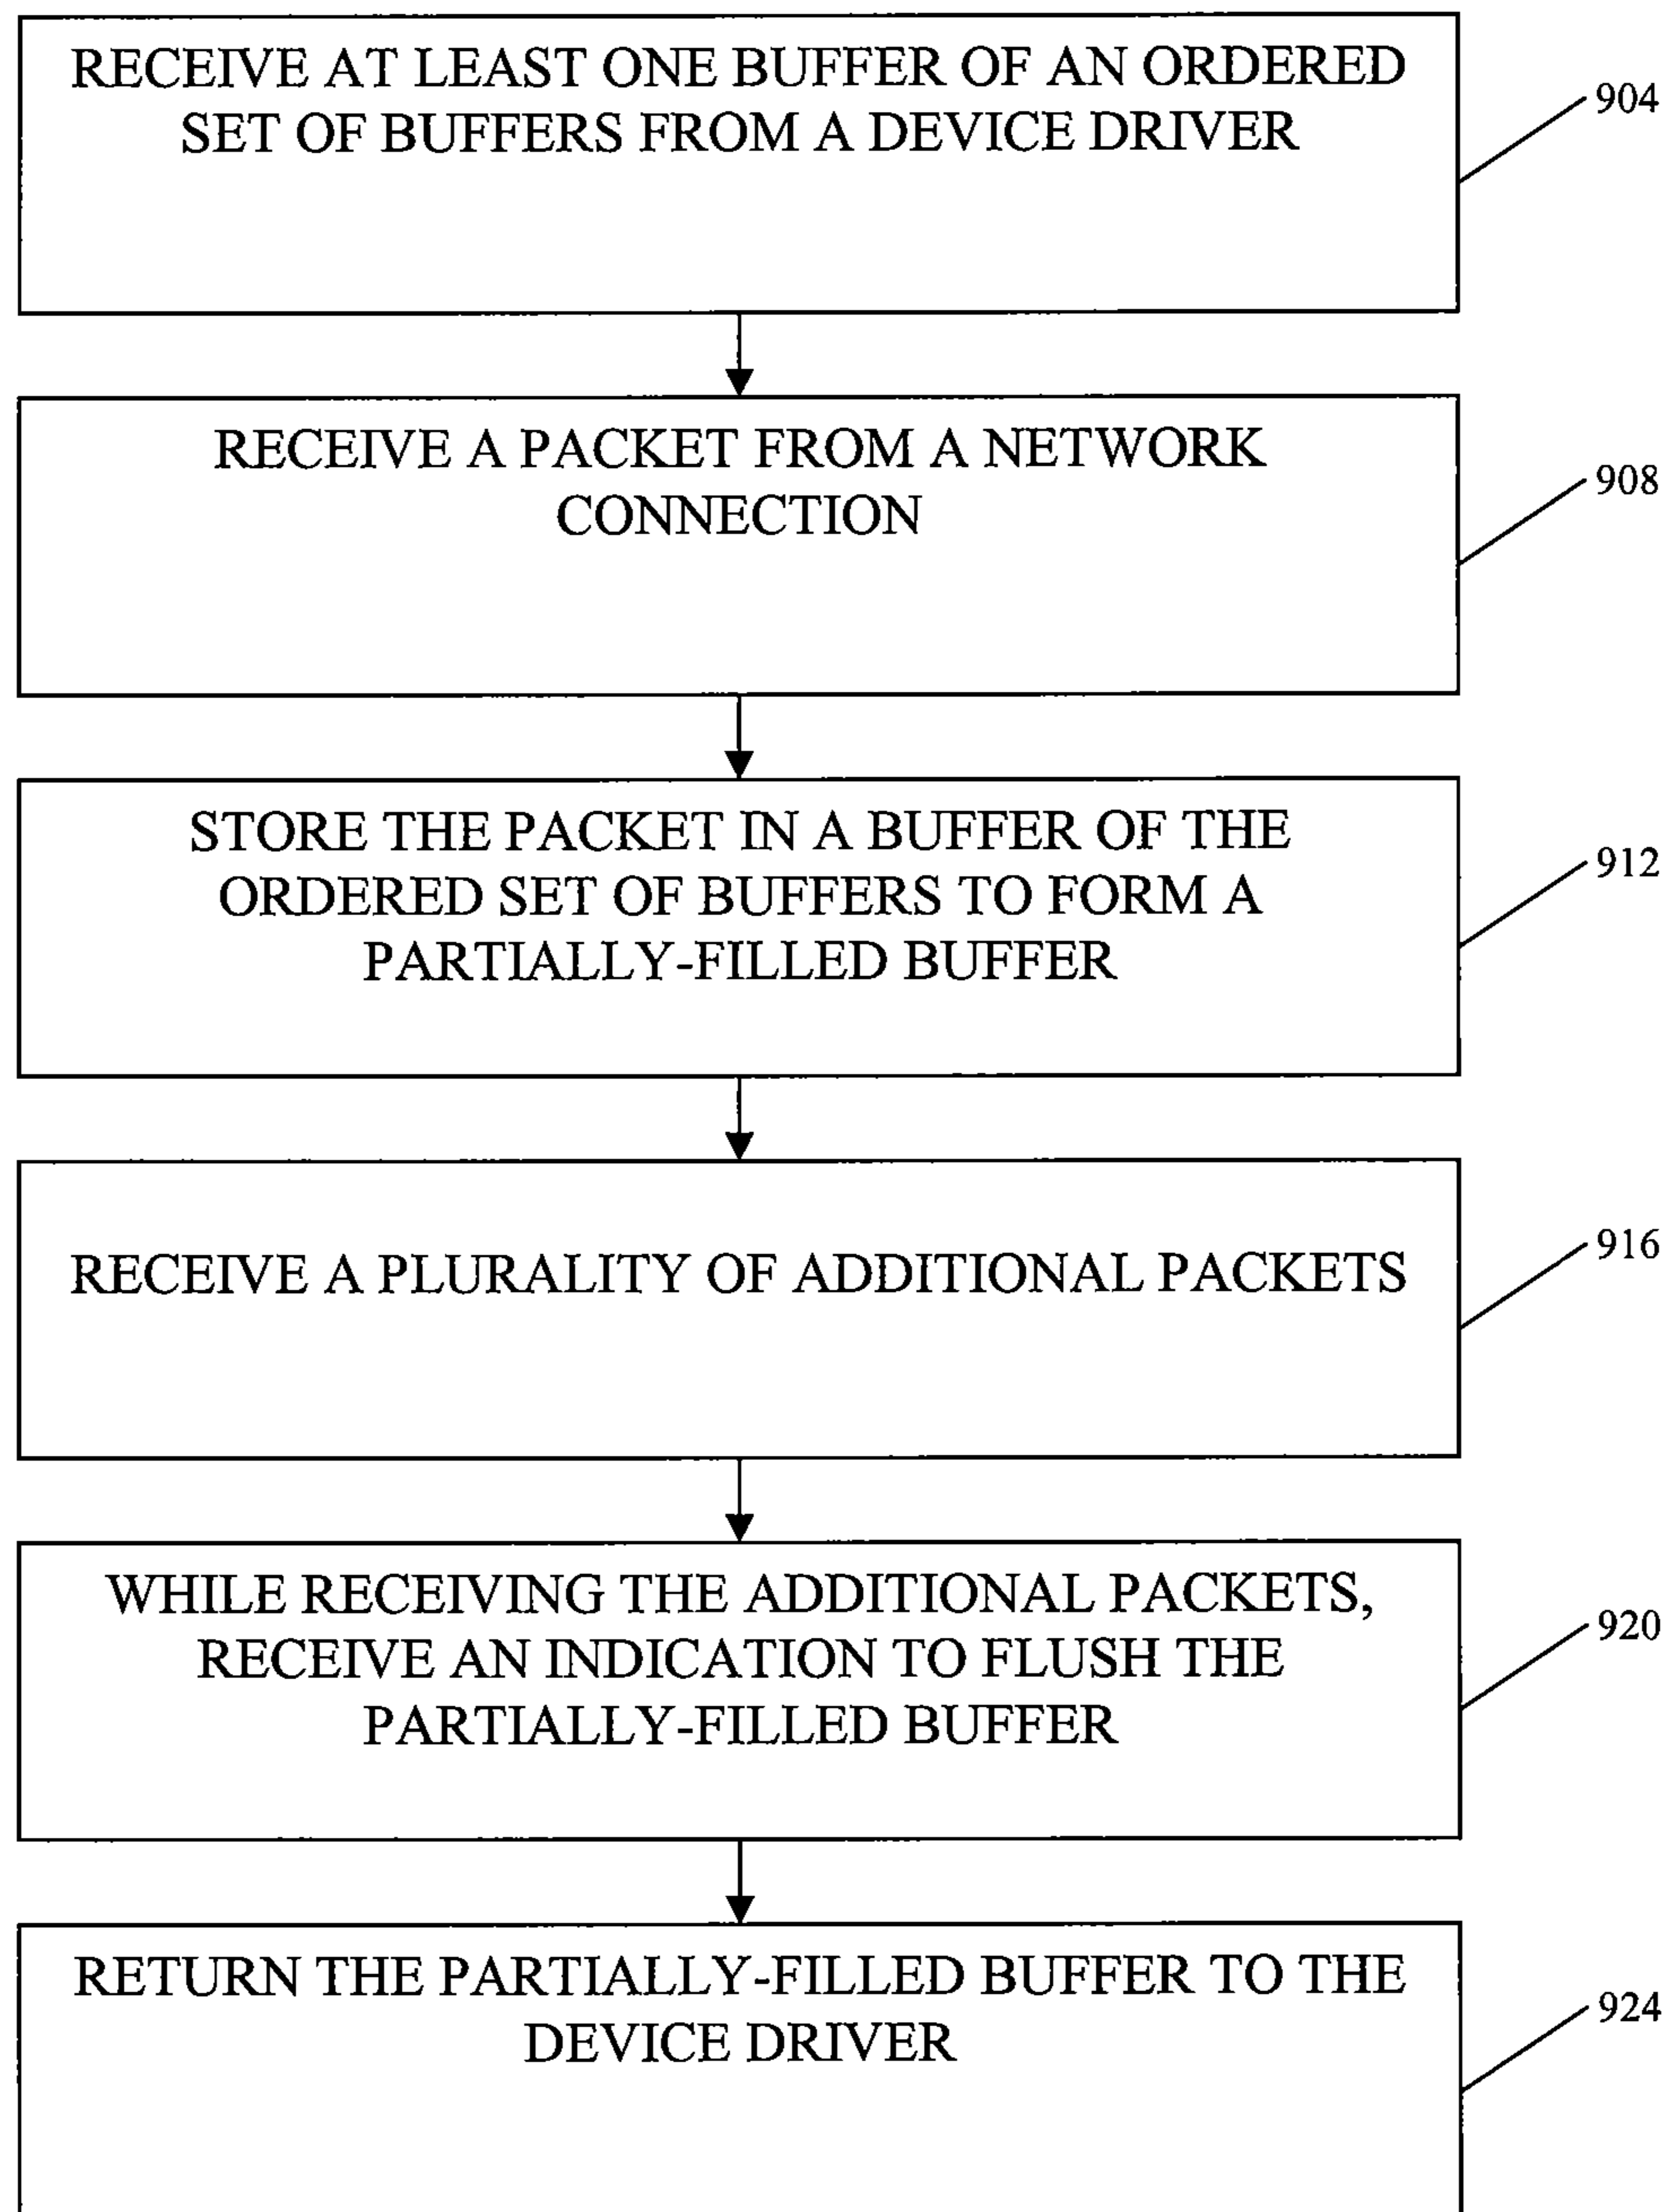 RECEIVE AT LEAST ONE BUFFER OF AN ORDERED
SET OF BUFFERS FROM A DEVICE DRIVER
904
RECEIVE A PACKET FROM A NETWORK
CONNECTION
908
STORE THE PACKET IN A BUFFER OF THE
ORDERED SET OF BUFFERS TO FORM A
PARTIALLY-FILLED BUFFER
912
RECEIVE A PLURALITY OF ADDITIONAL PACKETS
916
WHILE RECEIVING THE ADDITIONAL PACKETS,
RECEIVE AN INDICATION TO FLUSH THE
PARTIALLY-FILLED BUFFER
920
RETURN THE PARTIALLY-FILLED BUFFER TO THE
DEVICE DRIVER
924